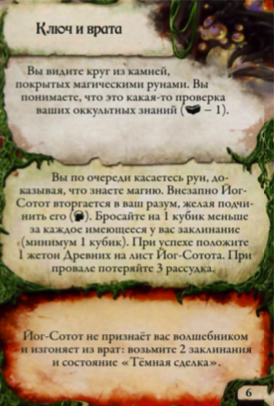 Ключ и врата
Вы видите круг из камней,
покрытых магическими рунами. Вы
понимаете, что это какая-то проверка
ваших оккультных знаний ( – 1).
Вы по очереди касаетесь рун, до-
казывая, что знаете магию. Внезапно Йог-
Сотот вторгается в ваш разум, желая подчи-
нить его ( ). Бросайте на 1 кубик меньше
за каждое имеющееся у вас заклинание
(минимум 1 кубик). При успехе положите
1 жетон Древних на лист Йог-Сотота. При
провале потеряйте 3 рассудка.
Йог-Сотот не признаёт вас волшебником
и изгоняет из врат: возьмите 2 заклинания
и состояние «Тёмная сделка».
6